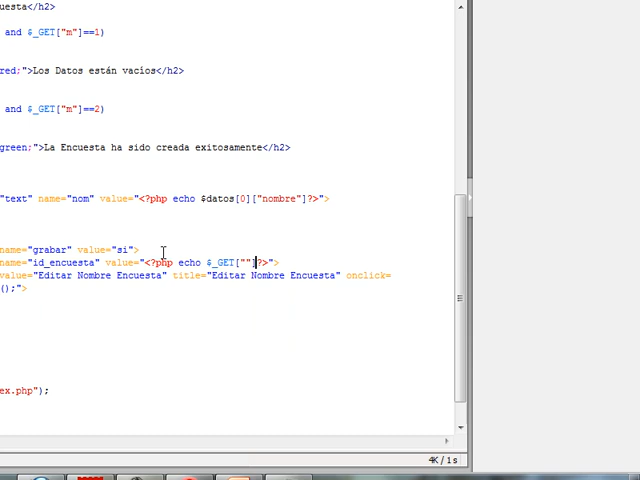 uesta</h2>
and $_GET["m"]==1)
red;">Los Datos están vacíos</h2>
and $_GET["m"]==2)
green;">La Encuesta ha sido creada exitosamente</h2>
"text" name="nom" value="<?php echo $datos[0]["nombre"]?>">
name="grabar" value="si">
name="id_encuesta" value="<?php echo $_GET[""]?>">
value="Editar Nombre Encuesta" title="Editar Nombre Encuesta" onclick=
();">
ex.php");
4K / 1s